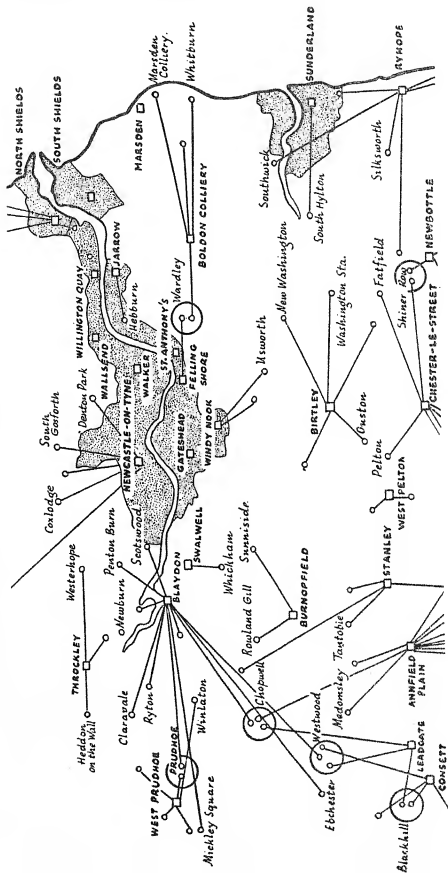 NORTH SHIELDS
SOUTH SHIELDS
Coxlodge
South
Gosforth
Denton Park
WILLINGTON QUAY
WALLSEND
JARROW
Hebburn
MARSDEN
Marsden
Colliery.
Whitburn
Westerhope
THROCKLEY
Heddon
on the Wall
Newburn
Denton Burn
Scotswood
NEWCASTLE-ON-TYNE
WALKER
ST. ANTHONY'S
FELLING
SHORE
Wardley
BOLDON COLLIERY
Claravale
Ryton
BLAYDON
SWALWELL
GATESHEAD
WINDY NOOK
Usworth
WEST PRUDHOE
PRUDHOE
Winlaton
Mickley Square
Whickham
Sunniside
Rowland Gill
BURNOPFIELD
Chopwell
Southwick
SUNDERLAND
South Hylton
New Washington
BIRTLEY
Washington Sta.
Ouston
RYHOPE
Silksworth
Westwood
Ebchester
Medomsley
Tantobie
STANLEY
WEST PELTON
Pelton
Fatfield
Shiner Row
NEWBOTTLE
CHESTER-LE-STREET
ANNFIELD
PLAIN
LEADGATE
Blackhill
CONSETT